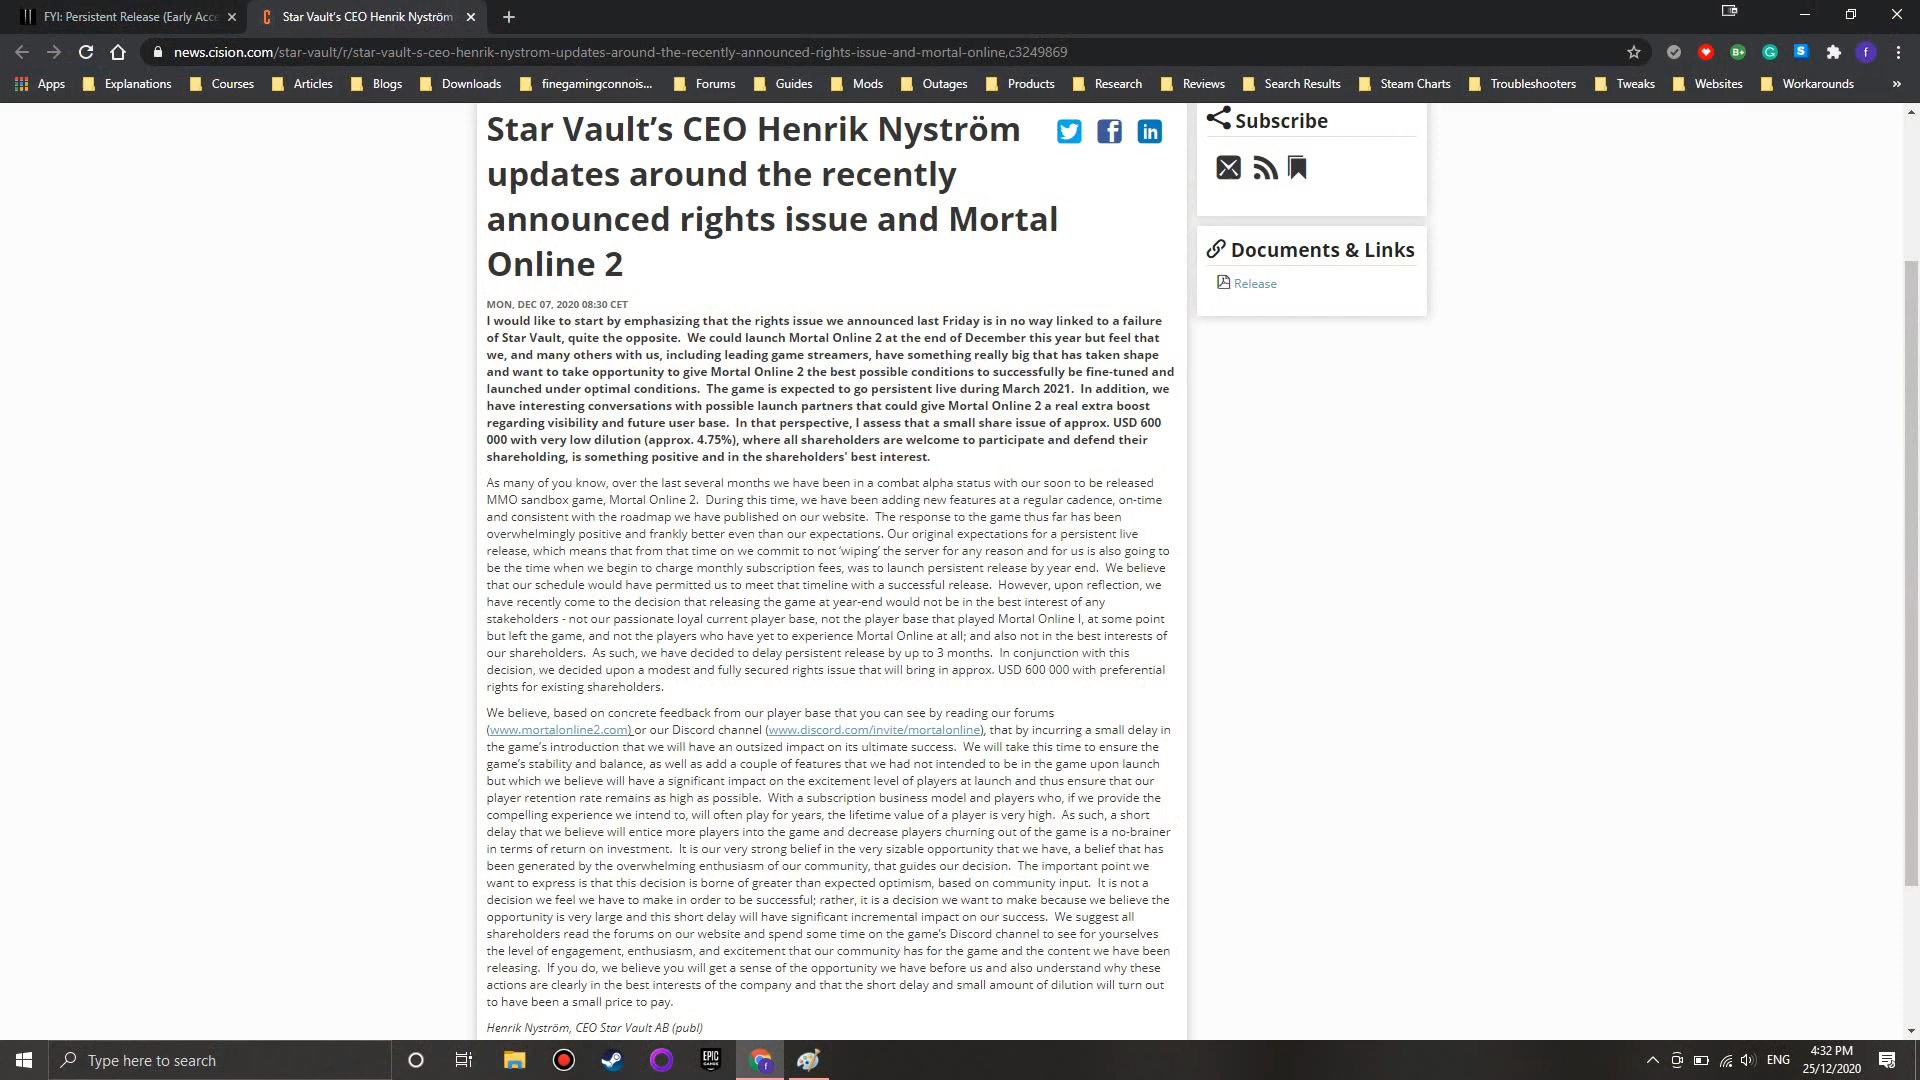 FYI: Persistent Release (Early Acce
Star Vault's CEO Henrik Nyström
news.cision.com/star-vault/r/star-vault-s-ceo-henrik-nystrom-updates-around-the-recently-announced-rights-issue-and-mortal-online,c3249869
Apps Explanations Courses Articles Blogs Downloads finegamingconnois... Forums Guides Mods Outages Products Research Reviews Search Results Steam Charts Troubleshooters Tweaks Websites Workarounds »
Star Vault’s CEO Henrik Nyström
updates around the recently
announced rights issue and Mortal
Online 2
MON, DEC 07, 2020 08:30 CET
I would like to start by emphasizing that the rights issue we announced last Friday is in no way linked to a failure
of Star Vault, quite the opposite.  We could launch Mortal Online 2 at the end of December this year but feel that
we, and many others with us, including leading game streamers, have something really big that has taken shape
and want to take opportunity to give Mortal Online 2 the best possible conditions to successfully be fine-tuned and
launched under optimal conditions.  The game is expected to go persistent live during March 2021.  In addition, we
have interesting conversations with possible launch partners that could give Mortal Online 2 a real extra boost
regarding visibility and future user base.  In that perspective, I assess that a small share issue of approx. USD 600
000 with very low dilution (approx. 4.75%), where all shareholders are welcome to participate and defend their
shareholding, is something positive and in the shareholders' best interest.
As many of you know, over the last several months we have been in a combat alpha status with our soon to be released
MMO sandbox game, Mortal Online 2.  During this time, we have been adding new features at a regular cadence, on-time
and consistent with the roadmap we have published on our website.  The response to the game thus far has been
overwhelmingly positive and frankly better even than our expectations. Our original expectations for a persistent live
release, which means that from that time on we commit to not ‘wiping’ the server for any reason and for us is also going to
be the time when we begin to charge monthly subscription fees, was to launch persistent release by year end.  We believe
that our schedule would have permitted us to meet that timeline with a successful release.  However, upon reflection, we
have recently come to the decision that releasing the game at year-end would not be in the best interest of any
stakeholders - not our passionate loyal current player base, not the player base that played Mortal Online I, at some point
but left the game, and not the players who have yet to experience Mortal Online at all; and also not in the best interests of
our shareholders.  As such, we have decided to delay persistent release by up to 3 months.  In conjunction with this
decision, we decided upon a modest and fully secured rights issue that will bring in approx. USD 600 000 with preferential
rights for existing shareholders.
We believe, based on concrete feedback from our player base that you can see by reading our forums
(www.mortalonline2.com) or our Discord channel (www.discord.com/invite/mortalonline), that by incurring a small delay in
the game’s introduction that we will have an outsized impact on its ultimate success.  We will take this time to ensure the
game’s stability and balance, as well as add a couple of features that we had not intended to be in the game upon launch
but which we believe will have a significant impact on the excitement level of players at launch and thus ensure that our
player retention rate remains as high as possible.  With a subscription business model and players who, if we provide the
compelling experience we intend to, will often play for years, the lifetime value of a player is very high.  As such, a short
delay that we believe will entice more players into the game and decrease players churning out of the game is a no-brainer
in terms of return on investment.  It is our very strong belief in the very sizable opportunity that we have, a belief that has
been generated by the overwhelming enthusiasm of our community, that guides our decision.  The important point we
want to express is that this decision is borne of greater than expected optimism, based on community input.  It is not a
decision we feel we have to make in order to be successful; rather, it is a decision we want to make because we believe the
opportunity is very large and this short delay will have significant incremental impact on our success.  We suggest all
shareholders read the forums on our website and spend some time on the game’s Discord channel to see for yourselves
the level of engagement, enthusiasm, and excitement that our community has for the game and the content we have been
releasing.  If you do, we believe you will get a sense of the opportunity we have before us and also understand why these
actions are clearly in the best interests of the company and that the short delay and small amount of dilution will turn out
to have been a small price to pay.
Henrik Nyström, CEO Star Vault AB (publ)
Subscribe
Documents & Links
Release
Type here to search
EPIC
GAMES
ENG
4:32 PM
25/12/2020